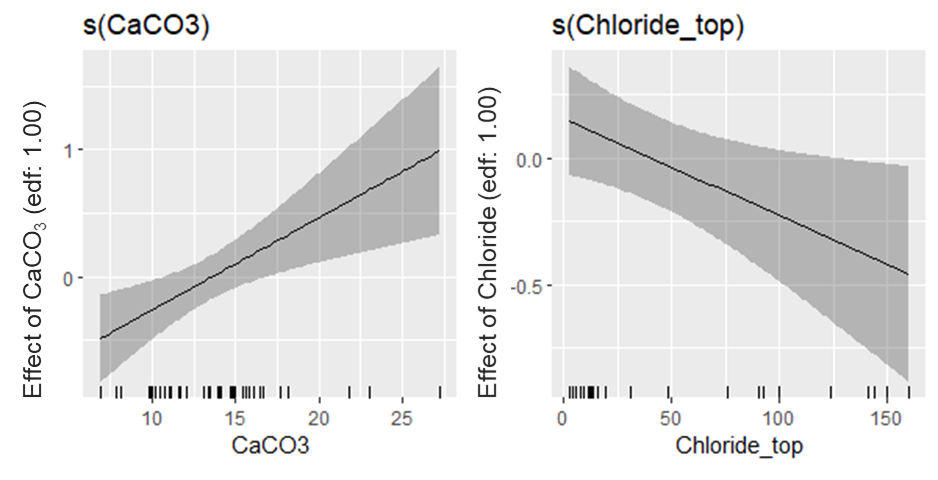 s(CaCO3)
Effect of CaCO₃ (edf: 1.00)
1
0
10 15 20 25
CaCO3
s(Chloride_top)
Effect of Chloride (edf: 1.00)
0.0
-0.5
0 50 100 150
Chloride_top